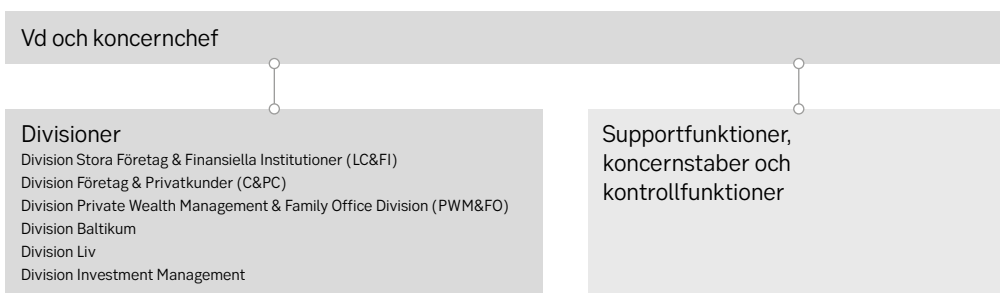 Vd och koncernchef
Divisioner
Division Stora Företag & Finansiella Institutioner (LC&FI)
Division Företag & Privatkunder (C&PC)
Division Private Wealth Management & Family Office Division (PWM&FO)
Division Baltikum
Division Liv
Division Investment Management
Supportfunktioner,
koncernstaber och
kontrollfunktioner